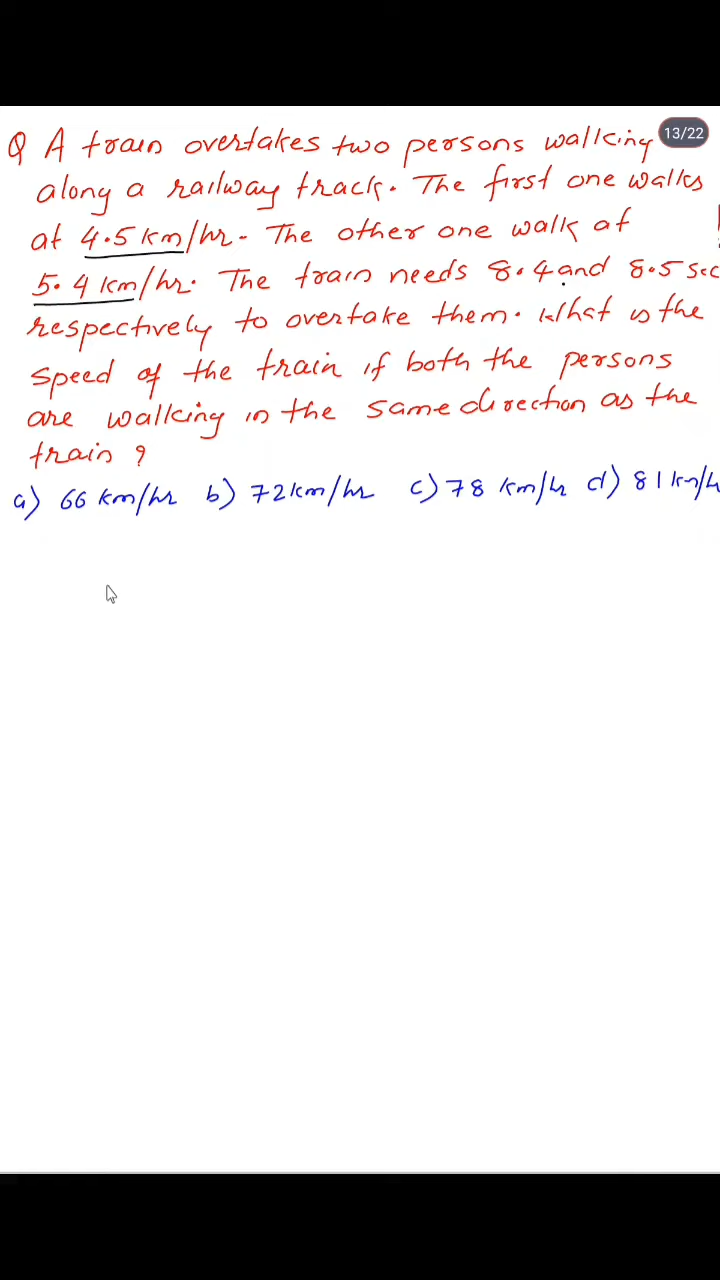 13/22
Q A train overtakes two persons walking
along a railway track. The first one walks
at 4.5 km/hr. The other one walk at
5.4 km/hr. The train needs 8.4 and 8.5 sec
respectively to overtake them. What is the
speed of the train if both the persons
are walking in the same direction as the
train ?
a) 66 km/hr b) 72 km/hr c) 78 km/h d) 81 km/h